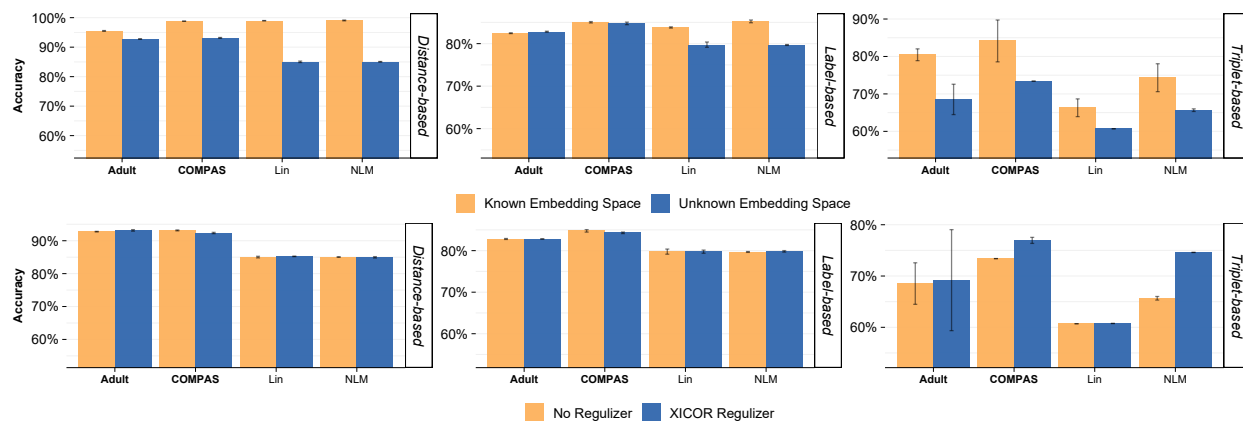 100%
90%
80%
70%
60%
Accuracy
Adult COMPAS Lin NLM
Distance-based
80%
70%
60%
Adult COMPAS Lin NLM
Label-based
90%
80%
70%
60%
Adult COMPAS Lin NLM
Triplet-based
Known Embedding Space Unknown Embedding Space
90%
80%
70%
60%
Accuracy
Adult COMPAS Lin NLM
Distance-based
80%
70%
60%
Adult COMPAS Lin NLM
Label-based
80%
70%
60%
Adult COMPAS Lin NLM
Triplet-based
No Regulizer XICOR Regulizer